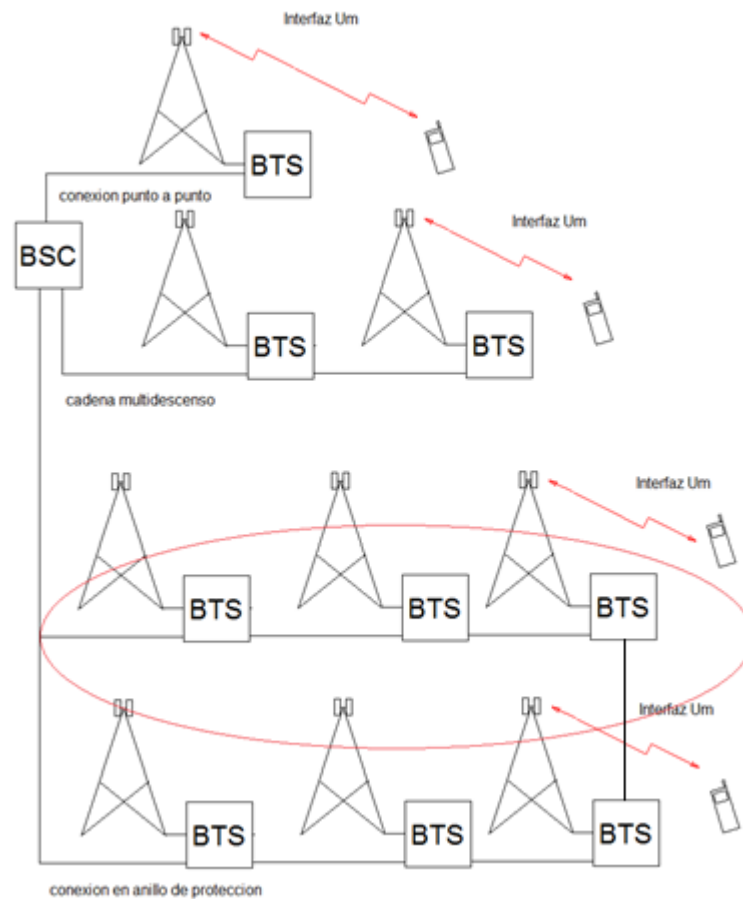 Interfaz Um
BTS
conexion punto a punto
Interfaz Um
BSC
BTS
BTS
cadena multidescenso
Interfaz Um
BTS
BTS
BTS
Interfaz Um
BTS
BTS
BTS
conexion en anillo de proteccion